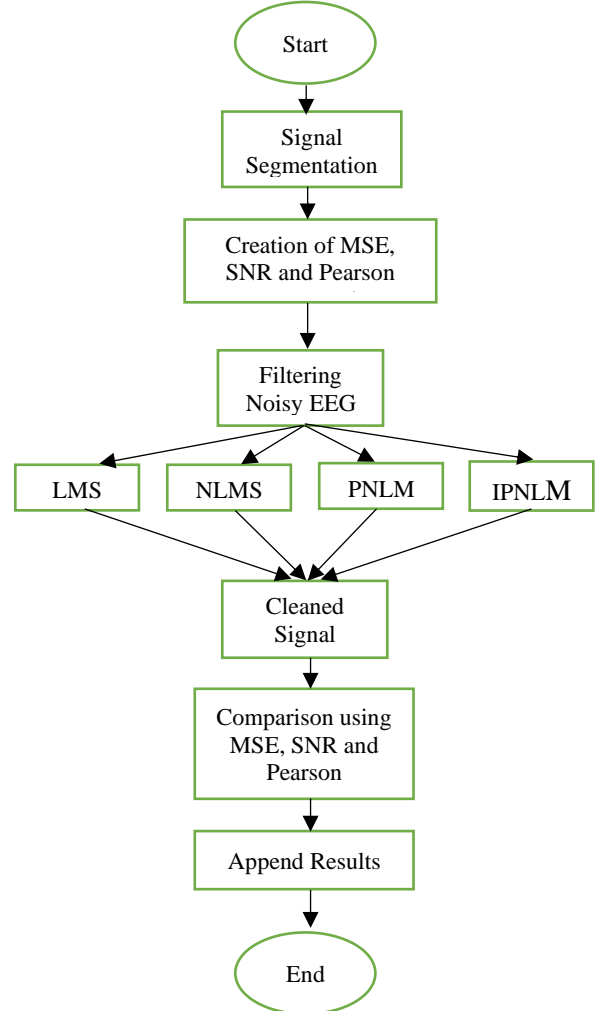 Start
Signal
Segmentation
Creation of MSE,
SNR and Pearson
Filtering
Noisy EEG
LMS
NLMS
PNLM
IPNLM
Cleaned
Signal
Comparison using
MSE, SNR and
Pearson
Append Results
End